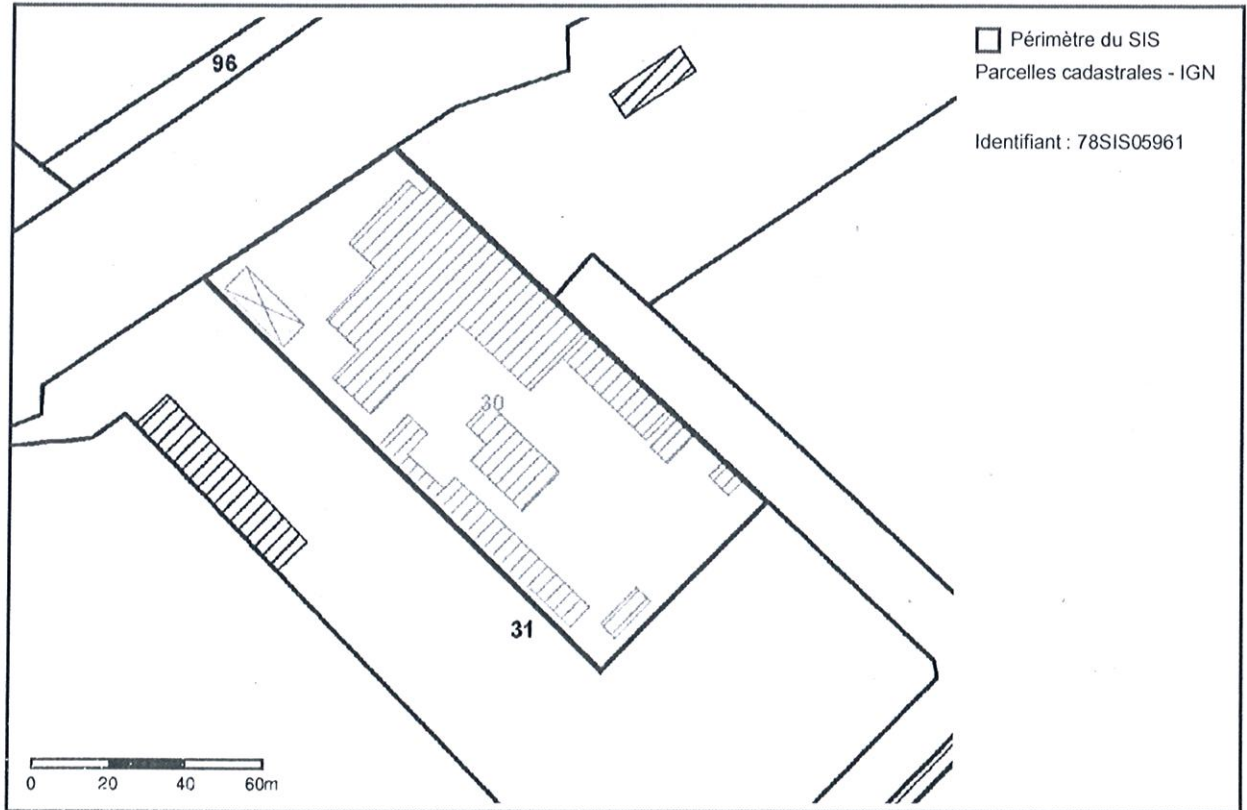 Périmètre du SIS
Parcelles cadastrales - IGN
Identifiant : 78SIS05961
96
30
31
0 20 40 60m